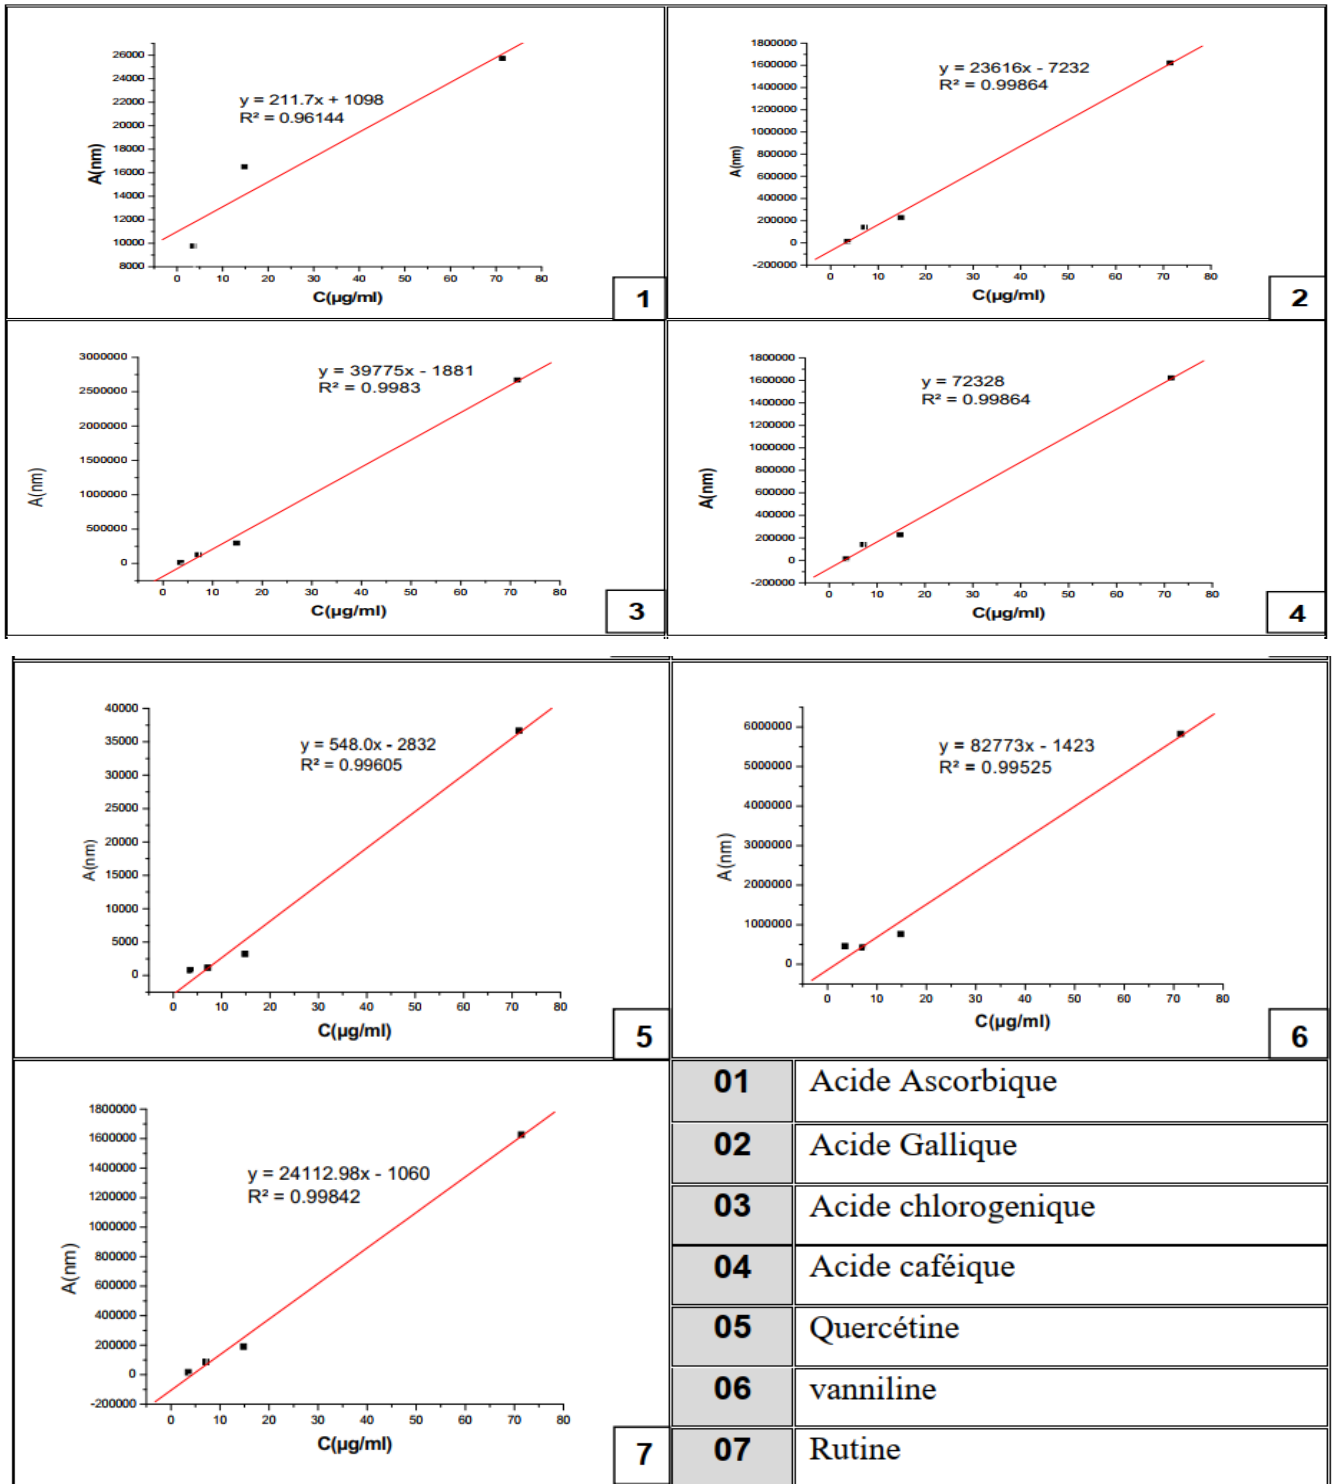 26000
24000
22000
20000
18000
16000
14000
12000
10000
8000
A(nm)
y = 211.7x + 1098
R² = 0.96144
0 10 20 30 40 50 60 70 80
C(µg/ml)
1
1800000
1600000
1400000
1200000
1000000
800000
600000
400000
200000
0
-200000
A(nm)
y = 23616x - 7232
R² = 0.99864
0 10 20 30 40 50 60 70 80
C(µg/ml)
2
3000000
2500000
2000000
1500000
1000000
500000
0
A(nm)
y = 39775x - 1881
R² = 0.9983
0 10 20 30 40 50 60 70 80
C(µg/ml)
3
1800000
1600000
1400000
1200000
1000000
800000
600000
400000
200000
0
-200000
A(nm)
y = 72328
R² = 0.99864
0 10 20 30 40 50 60 70 80
C(µg/ml)
4
40000
35000
30000
25000
20000
15000
10000
5000
0
A(nm)
y = 548.0x - 2832
R² = 0.99605
0 10 20 30 40 50 60 70 80
C(µg/ml)
5
6000000
5000000
4000000
3000000
2000000
1000000
0
A(nm)
y = 82773x - 1423
R² = 0.99525
0 10 20 30 40 50 60 70 80
C(µg/ml)
6
1800000
1600000
1400000
1200000
1000000
800000
600000
400000
200000
0
-200000
A(nm)
y = 24112.98x - 1060
R² = 0.99842
0 10 20 30 40 50 60 70 80
C(µg/ml)
7
01 Acide Ascorbique
02 Acide Gallique
03 Acide chlorogenique
04 Acide caféique
05 Quercétine
06 vanniline
07 Rutine